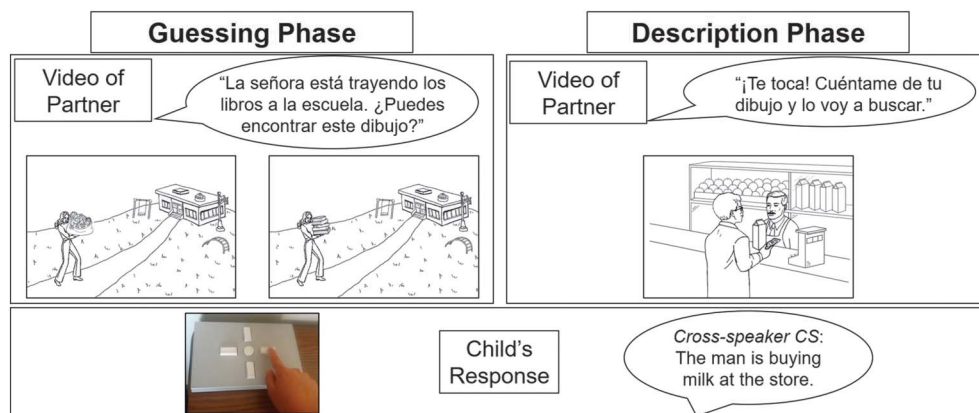 Guessing Phase
Video of
Partner
“La señora está trayendo los
libros a la escuela. ¿Puedes
encontrar este dibujo?”
Description Phase
Video of
Partner
“¡Te toca! Cuéntame de tu
dibujo y lo voy a buscar.”
Child’s
Response
Cross-speaker CS:
The man is buying
milk at the store.